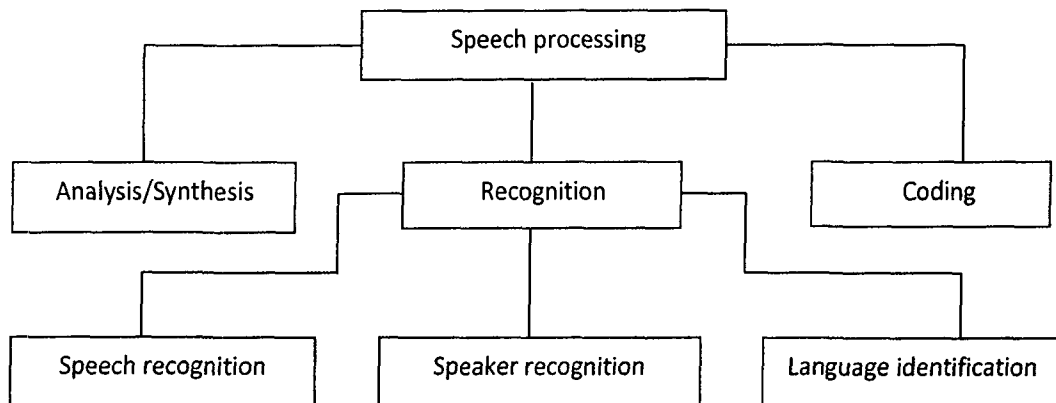 Speech processing
Analysis/Synthesis
Recognition
Coding
Speech recognition
Speaker recognition
Language identification